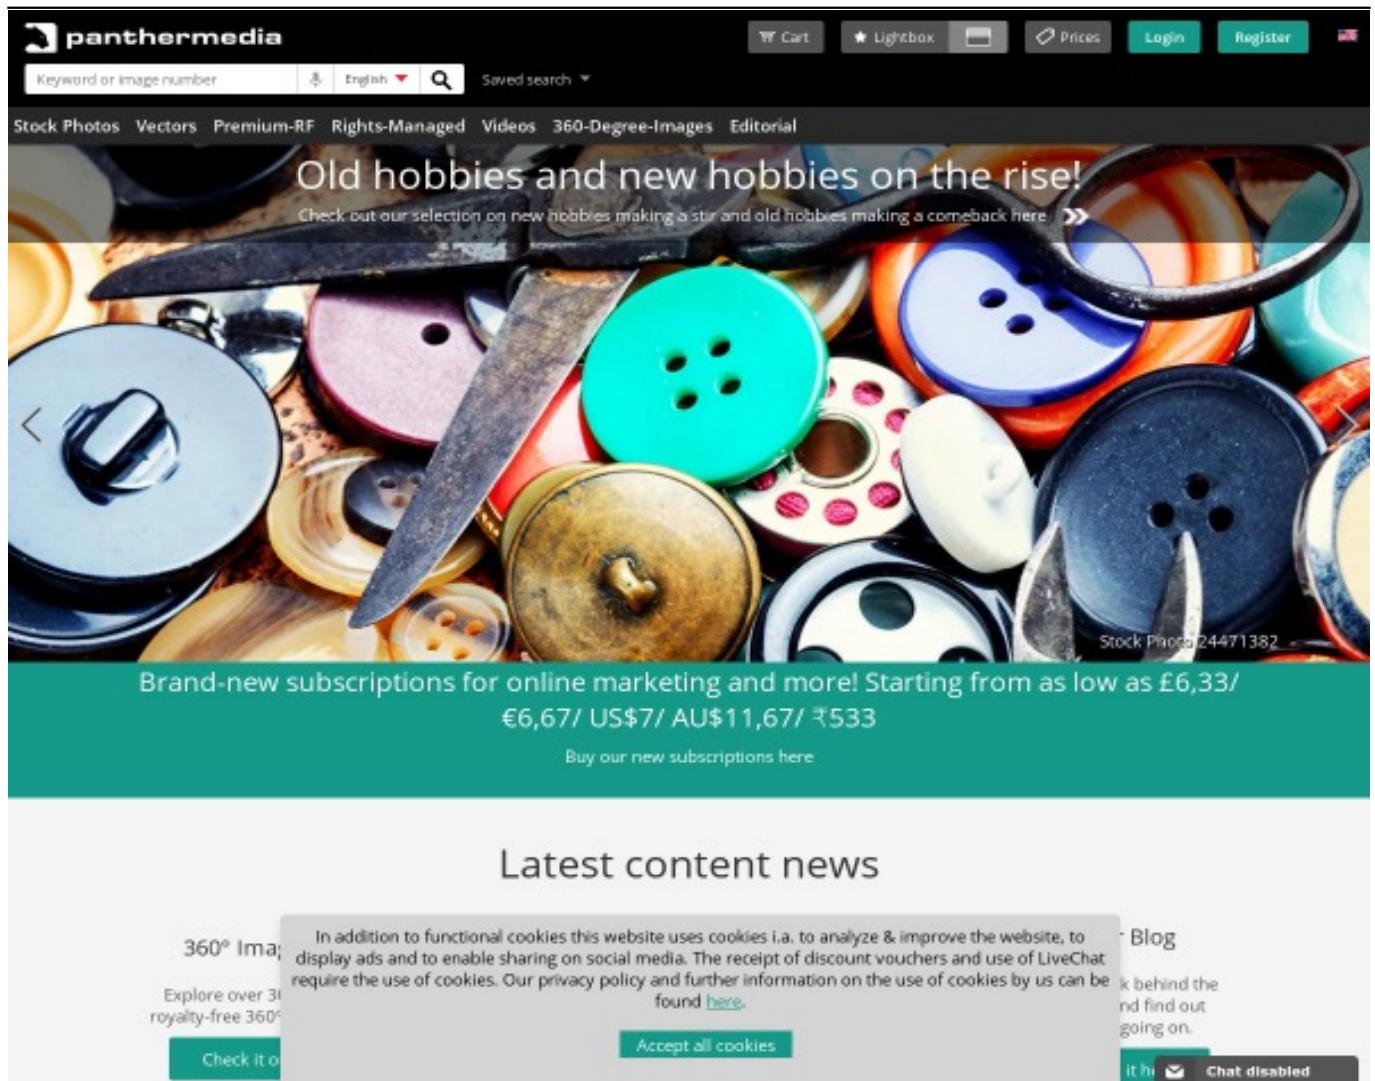 panthermedia
Cart
Lightbox
Prices
Login
Register
Keyword or image number
English
Saved search
Stock Photos Vectors Premium-RF Rights-Managed Videos 360-Degree-Images Editorial
Old hobbies and new hobbies on the rise!
Check out our selection on new hobbies making a stir and old hobbies making a comeback here
Stock Photo 24471382
Brand-new subscriptions for online marketing and more! Starting from as low as £6,33/
€6,67/ US$7/ AU$11,67/ ₹533
Buy our new subscriptions here
Latest content news
360°
Blog
In addition to functional cookies this website uses cookies i.a. to analyze & improve the website, to
display ads and to enable sharing on social media. The receipt of discount vouchers and use of LiveChat
require the use of cookies. Our privacy policy and further information on the use of cookies by us can be
found here.
Accept all cookies
Explore over
royalty-free 360°
Check it
behind the
find out
going on.
it
Chat disabled